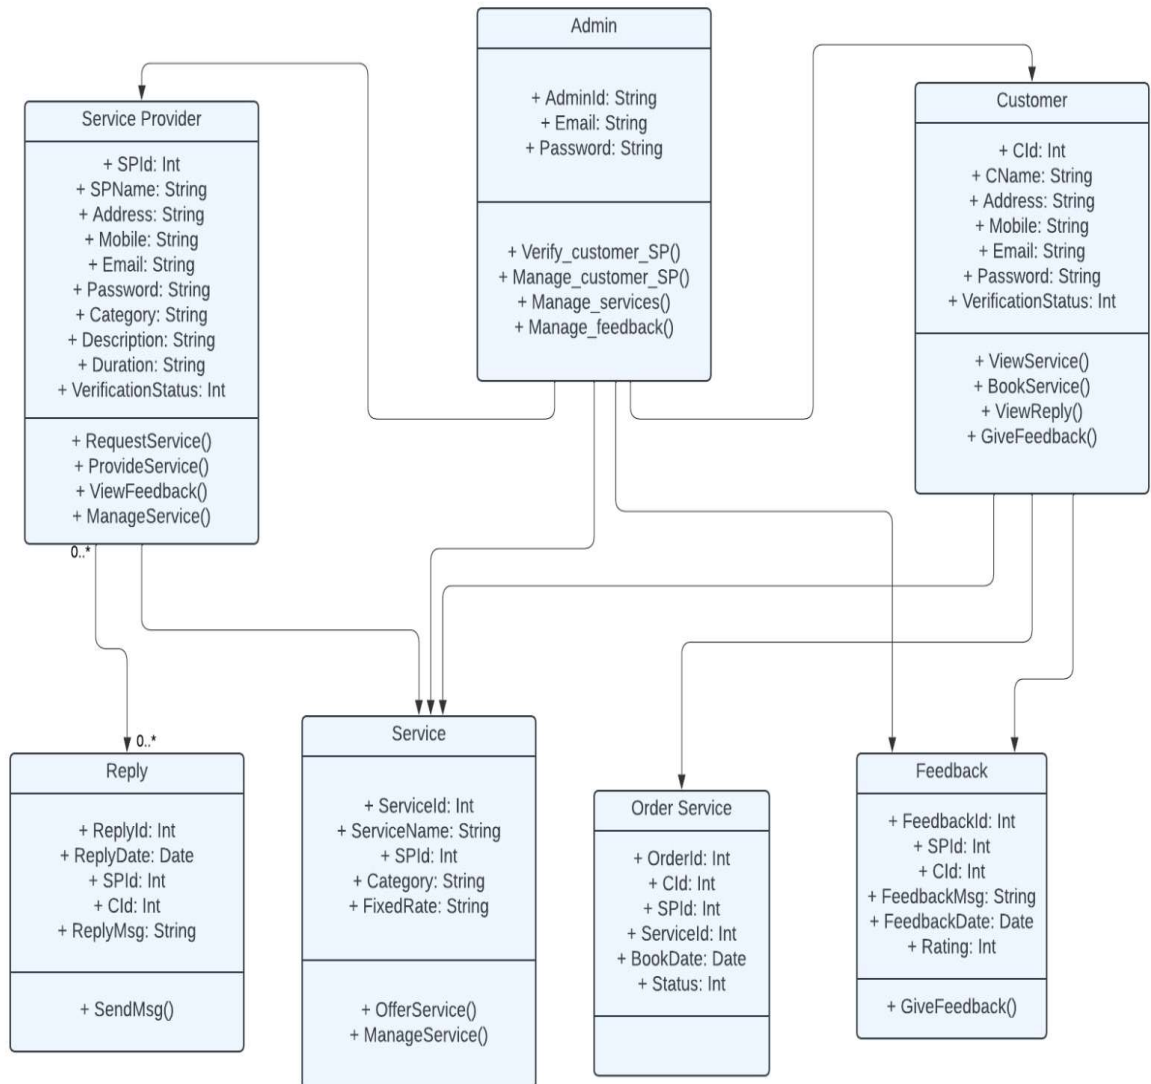 Admin
+ AdminId: String
+ Email: String
+ Password: String
+ Verify_customer_SP()
+ Manage_customer_SP()
+ Manage_services()
+ Manage_feedback()
Service Provider
+ SPId: Int
+ SPName: String
+ Address: String
+ Mobile: String
+ Email: String
+ Password: String
+ Category: String
+ Description: String
+ Duration: String
+ VerificationStatus: Int
+ RequestService()
+ ProvideService()
+ ViewFeedback()
+ ManageService()
0..*
Customer
+ CId: Int
+ CName: String
+ Address: String
+ Mobile: String
+ Email: String
+ Password: String
+ VerificationStatus: Int
+ ViewService()
+ BookService()
+ ViewReply()
+ GiveFeedback()
0..*
Reply
+ ReplyId: Int
+ ReplyDate: Date
+ SPId: Int
+ CId: Int
+ ReplyMsg: String
+ SendMsg()
Service
+ ServiceId: Int
+ ServiceName: String
+ SPId: Int
+ Category: String
+ FixedRate: String
+ OfferService()
+ ManageService()
Order Service
+ OrderId: Int
+ CId: Int
+ SPId: Int
+ ServiceId: Int
+ BookDate: Date
+ Status: Int
Feedback
+ FeedbackId: Int
+ SPId: Int
+ CId: Int
+ FeedbackMsg: String
+ FeedbackDate: Date
+ Rating: Int
+ GiveFeedback()